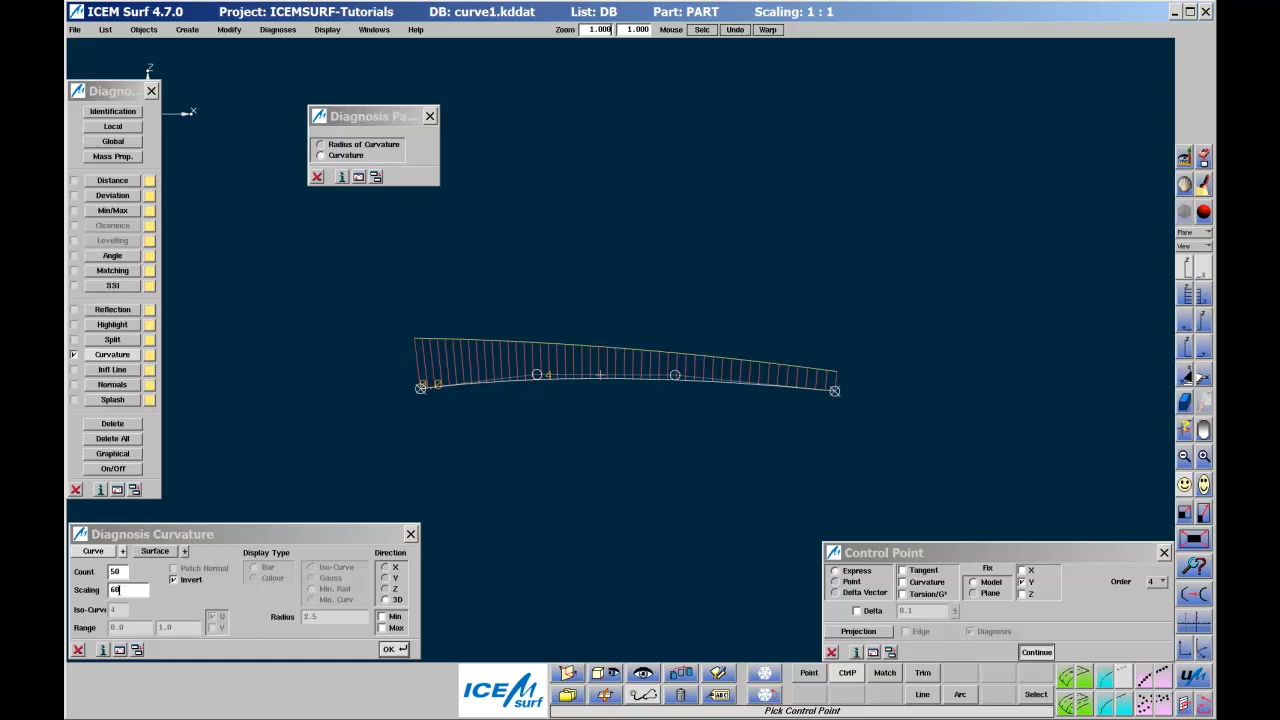 ICEM Surf 4.7.0 Project: ICEMSURF-Tutorials DB: curve1.kddat List: DB Part: PART Scaling: 1 : 1
File List Objects Create Modify Diagnoses Display Windows Help Zoom 1.000 1.000 Mouse Selc Undo Warp
Z
X
Diagno...
Identification
Local
Global
Mass Prop.
Distance
Deviation
Min/Max
Clearance
Levelling
Angle
Matching
SSI
Reflection
Highlight
Split
Curvature
Infl Line
Normals
Splash
Delete
Delete All
Graphical
On/Off
Diagnosis Pa...
Radius of Curvature
Curvature
4
Plane
View
Diagnosis Curvature
Curve + Surface + Display Type Direction
Count 50 Patch Normal Bar Iso-Curve X
Invert Colour Gauss Y
Scaling 60 Min. Rad Z
Min. Curv 3D
Iso-Curve 4 U Radius 2.5 Min
Range 0.0 1.0 V Max
OK
Control Point
Express Tangent Fix X
Point Curvature Model Y Order 4
Delta Vector Torsion/G³ Plane Z
Delta 0.1 ±
Projection Edge Diagnosis
Continue
ICEM surf
ABC
Point CtrlP Match Trim
Line Arc Select
Pick Control Point